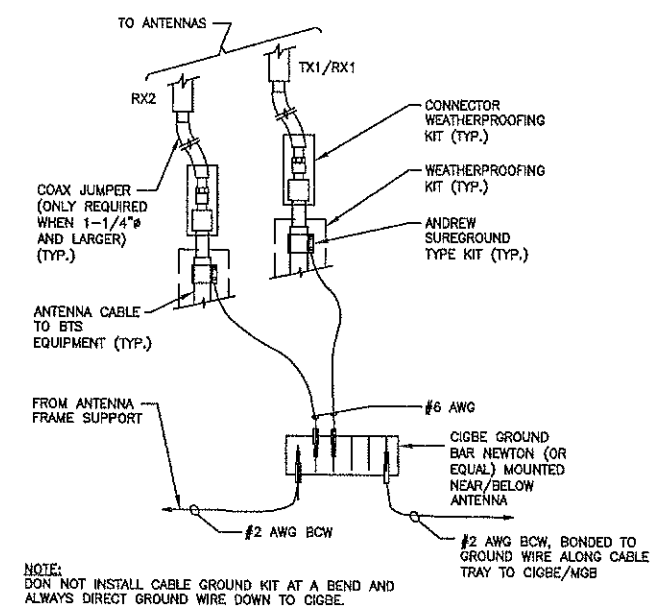 TO ANTENNAS
TX1/RX1
RX2
CONNECTOR
WEATHERPROOFING
KIT (TYP.)
WEATHERPROOFING
KIT (TYP.)
COAX JUMPER
(ONLY REQUIRED
WHEN 1-1/4"ø
AND LARGER)
(TYP.)
ANDREW
SUREGROUND
TYPE KIT (TYP.)
ANTENNA CABLE
TO BTS
EQUIPMENT (TYP.)
FROM ANTENNA
FRAME SUPPORT
#6 AWG
CIGBE GROUND
BAR NEWTON (OR
EQUAL) MOUNTED
NEAR/BELOW
ANTENNA
#2 AWG BCW
#2 AWG BCW, BONDED TO
GROUND WIRE ALONG CABLE
TRAY TO CIGBE/MGB
NOTE:
DON NOT INSTALL CABLE GROUND KIT AT A BEND AND
ALWAYS DIRECT GROUND WIRE DOWN TO CIGBE.